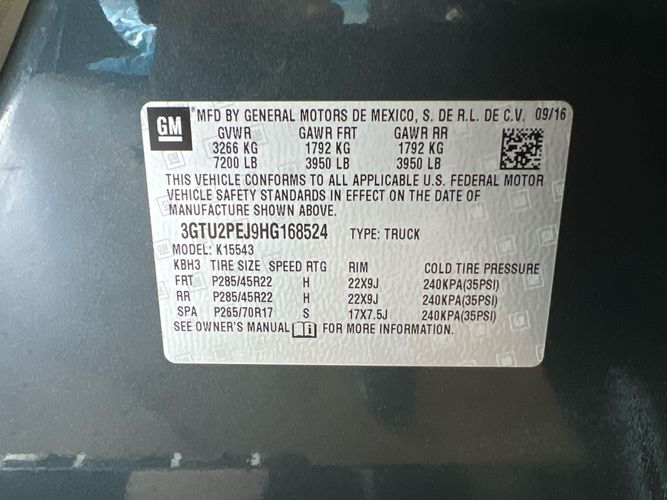 GM
MFD BY GENERAL MOTORS DE MEXICO, S. DE R.L. DE C.V. 09/16
GVWR GAWR FRT GAWR RR
3266 KG 1792 KG 1792 KG
7200 LB 3950 LB 3950 LB
THIS VEHICLE CONFORMS TO ALL APPLICABLE U.S. FEDERAL MOTOR
VEHICLE SAFETY STANDARDS IN EFFECT ON THE DATE OF
MANUFACTURE SHOWN ABOVE.
3GTU2PEJ9HG168524 TYPE: TRUCK
MODEL: K15543
KBH3 TIRE SIZE SPEED RTG RIM COLD TIRE PRESSURE
FRT P285/45R22 H 22X9J 240KPA(35PSI)
RR P285/45R22 H 22X9J 240KPA(35PSI)
SPA P265/70R17 S 17X7.5J 240KPA(35PSI)
SEE OWNER'S MANUAL FOR MORE INFORMATION.